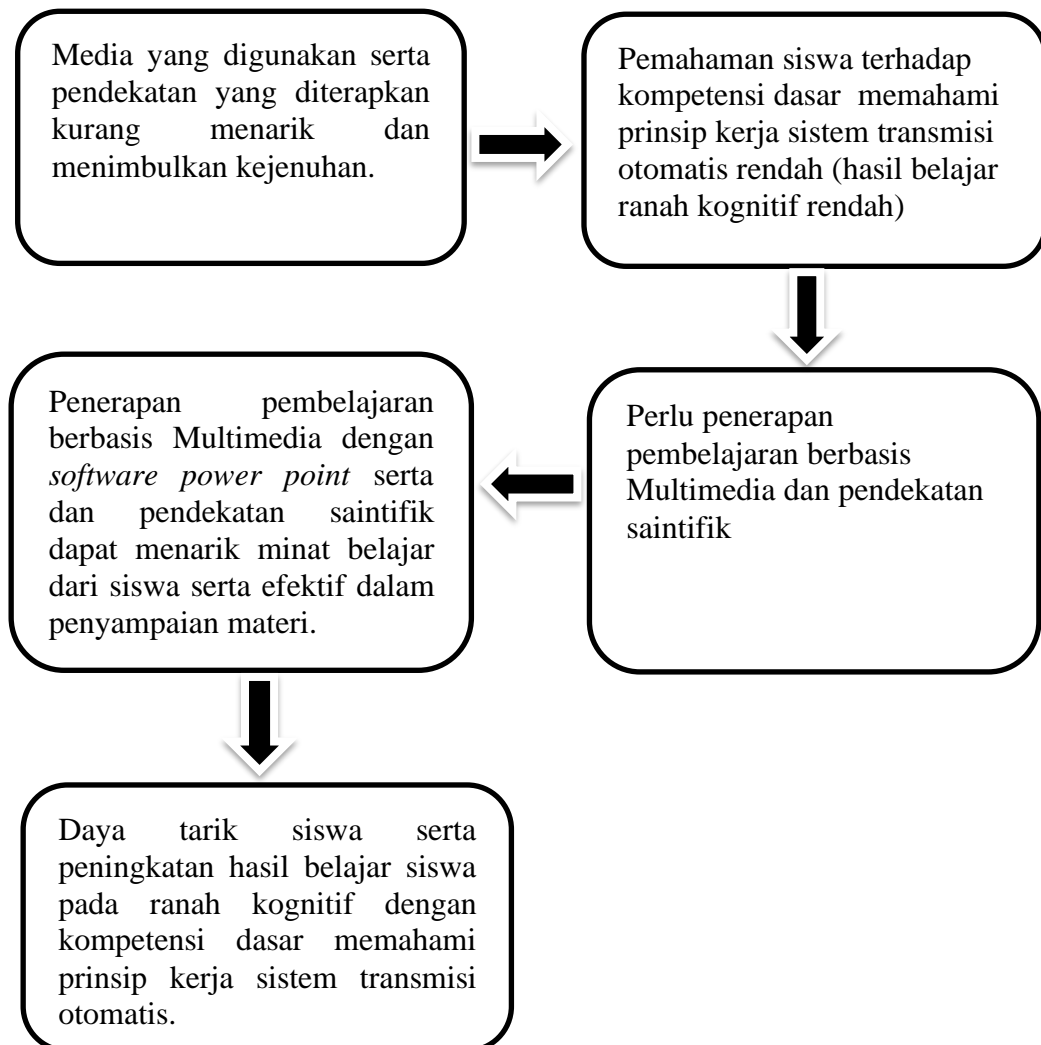 Media yang digunakan serta
pendekatan yang diterapkan
kurang menarik dan
menimbulkan kejenuhan.
Pemahaman siswa terhadap
kompetensi dasar memahami
prinsip kerja sistem transmisi
otomatis rendah (hasil belajar
ranah kognitif rendah)
Perlu penerapan
pembelajaran berbasis
Multimedia dan pendekatan
saintifik
Penerapan pembelajaran
berbasis Multimedia dengan
software power point serta
dan pendekatan saintifik
dapat menarik minat belajar
dari siswa serta efektif dalam
penyampaian materi.
Daya tarik siswa serta
peningkatan hasil belajar siswa
pada ranah kognitif dengan
kompetensi dasar memahami
prinsip kerja sistem transmisi
otomatis.